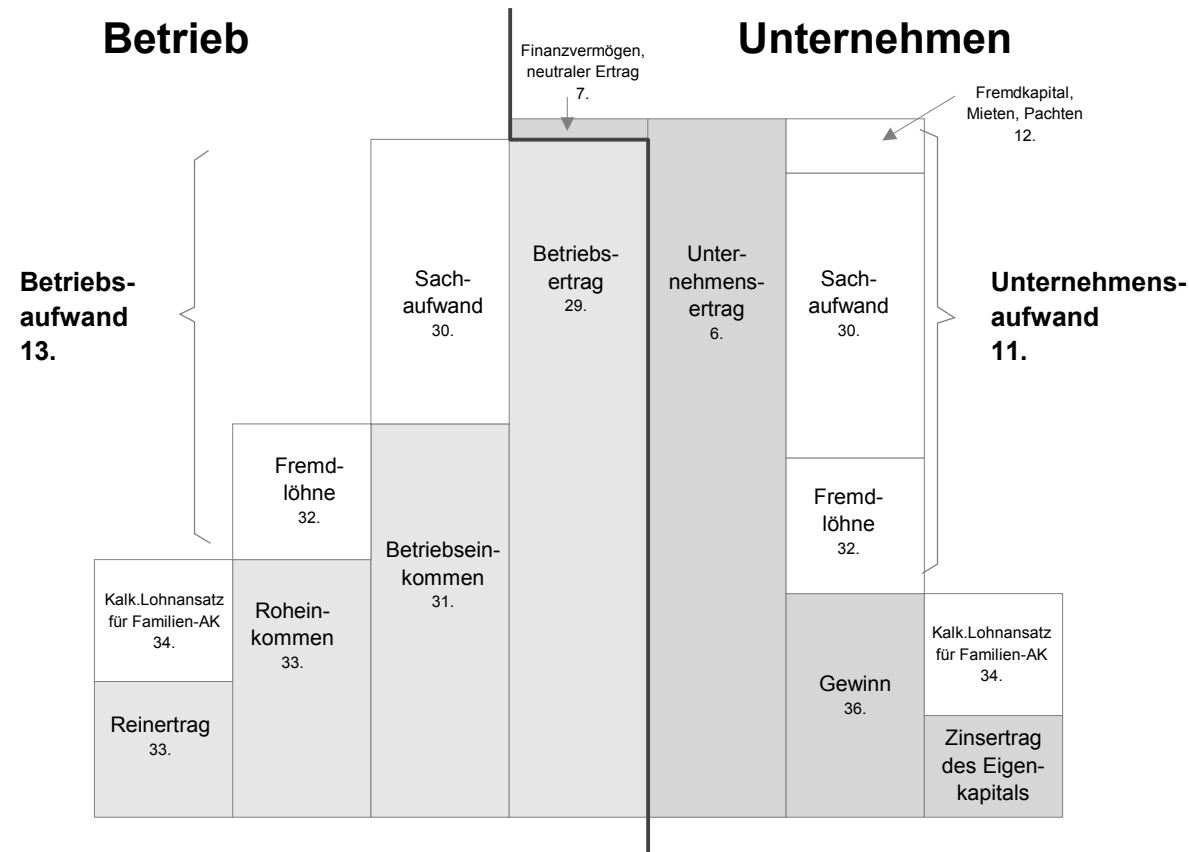 Betrieb
Unternehmen
Finanzvermögen,
neutraler Ertrag
7.
Fremdkapital,
Mieten, Pachten
12.
Betriebs-
aufwand
13.
Sach-
aufwand
30.
Betriebs-
ertrag
29.
Unter-
nehmens-
ertrag
6.
Sach-
aufwand
30.
Unternehmens-
aufwand
11.
Fremd-
löhne
32.
Betriebsein-
kommen
31.
Fremd-
löhne
32.
Kalk.Lohnansatz
für Familien-AK
34.
Rohein-
kommen
33.
Reinertrag
33.
Gewinn
36.
Kalk.Lohnansatz
für Familien-AK
34.
Zinsertrag
des Eigen-
kapitals